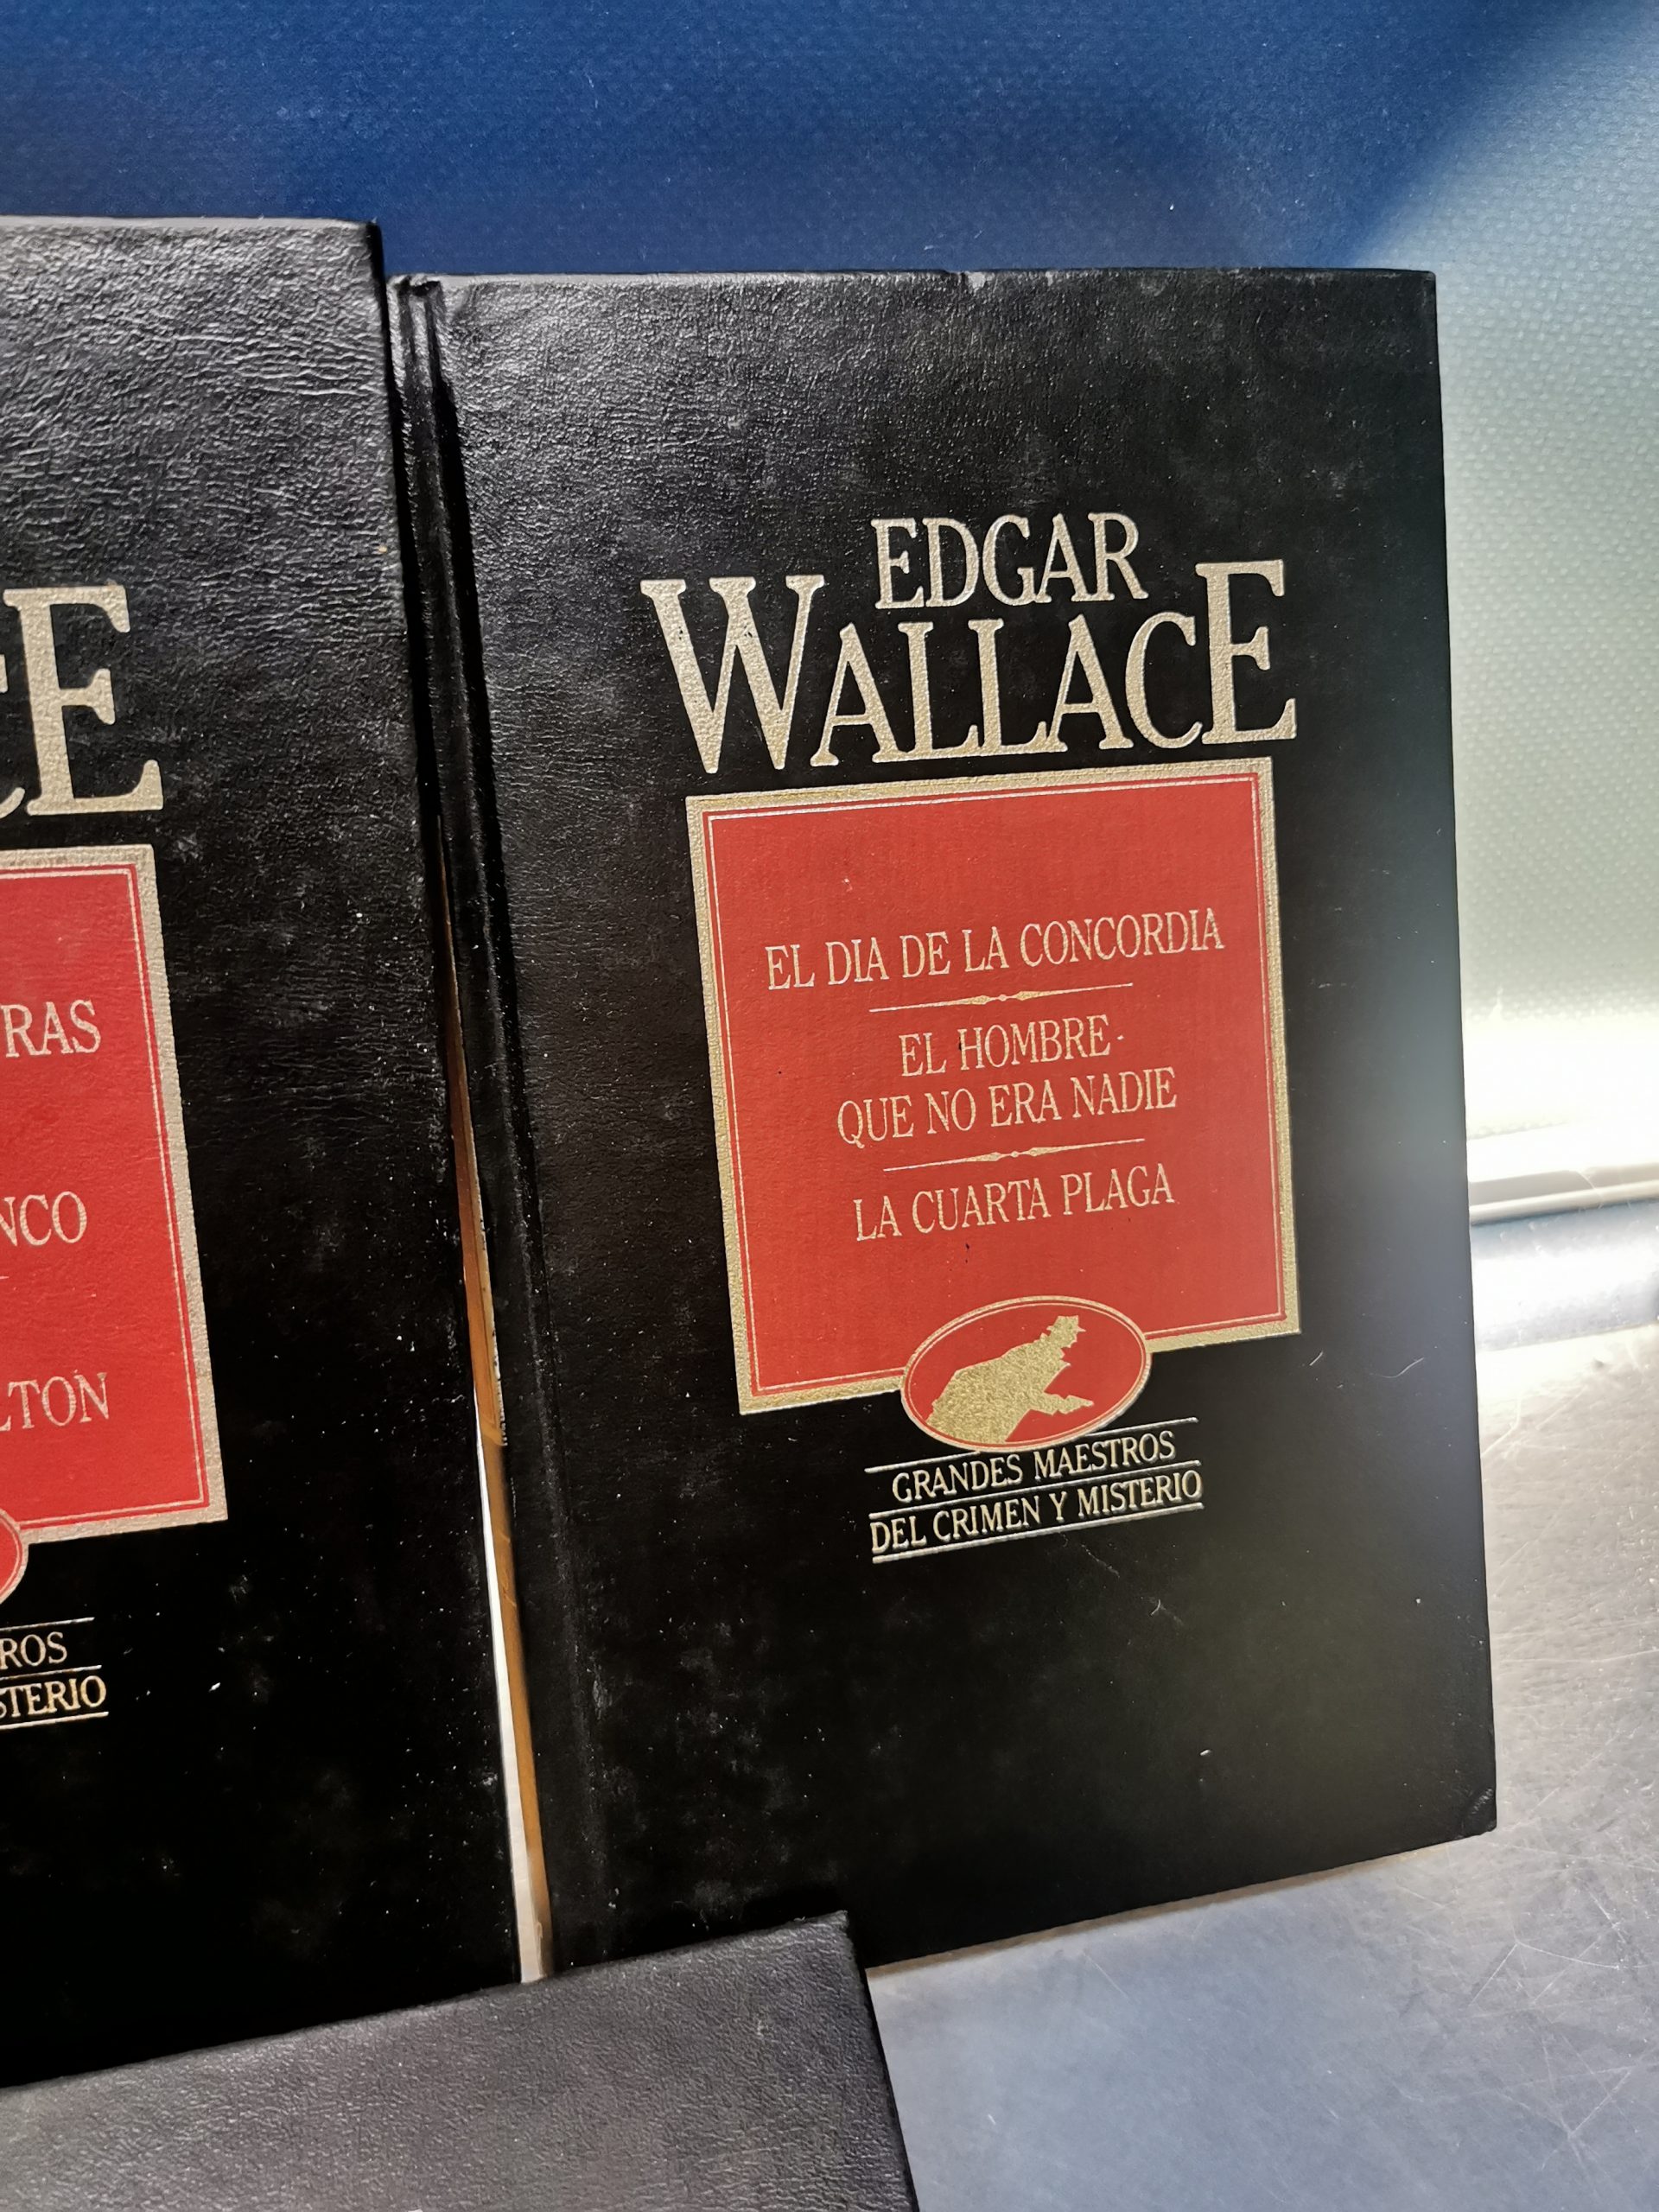 EDGAR
WALLACE
EL DIA DE LA CONCORDIA
EL HOMBRE
QUE NO ERA NADIE
LA CUARTA PLAGA
GRANDES MAESTROS
DEL CRIMEN Y MISTERIO
CE
RAS
NCO
LTON
ROS
STERIO